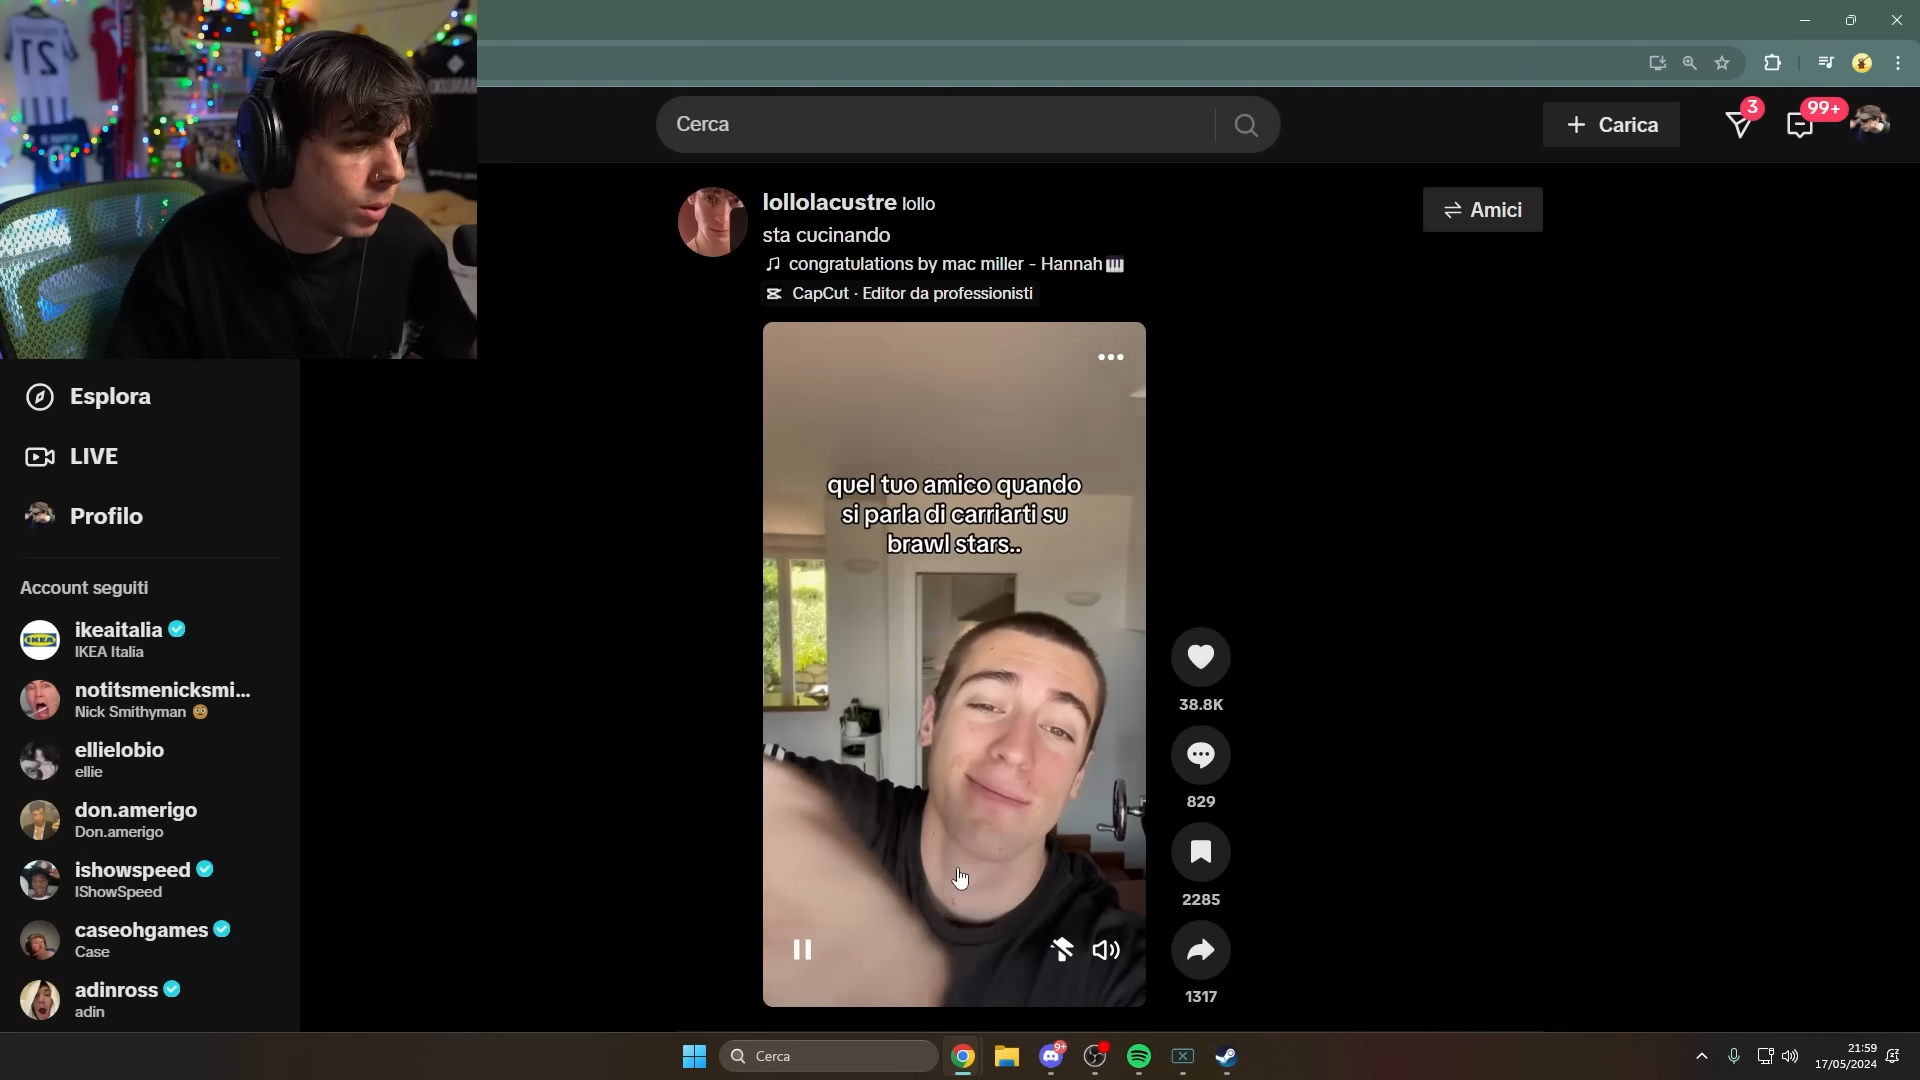 21
Cerca
+ Carica
3
99+
lollolacustre lollo
sta cucinando
congratulations by mac miller - Hannah🎹
CapCut · Editor da professionisti
Amici
quel tuo amico quando
si parla di carriarti su
brawl stars..
38.8K
829
2285
1317
Esplora
LIVE
Profilo
Account seguiti
ikeaitalia
IKEA Italia
notitsmenicksmi...
Nick Smithyman
ellielobio
ellie
don.amerigo
Don.amerigo
ishowspeed
IShowSpeed
caseohgames
Case
adinross
adin
IKEA
Cerca
9+
21:59
17/05/2024